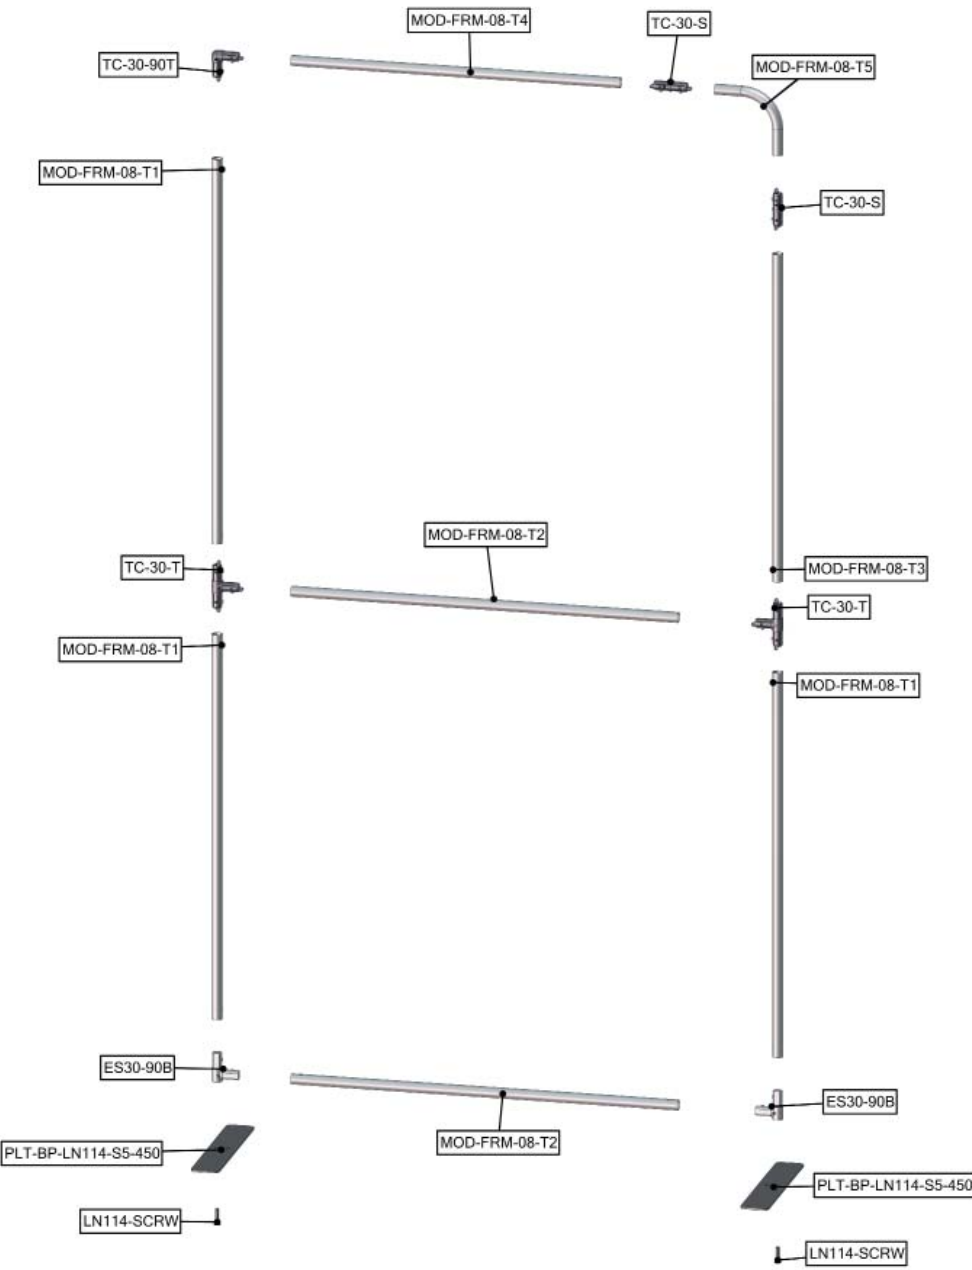 MOD-FRM-08-T4
TC-30-S
TC-30-90T
MOD-FRM-08-T5
MOD-FRM-08-T1
TC-30-S
MOD-FRM-08-T2
TC-30-T
MOD-FRM-08-T3
TC-30-T
MOD-FRM-08-T1
MOD-FRM-08-T1
ES30-90B
ES30-90B
MOD-FRM-08-T2
PLT-BP-LN114-S5-450
PLT-BP-LN114-S5-450
LN114-SCRW
LN114-SCRW